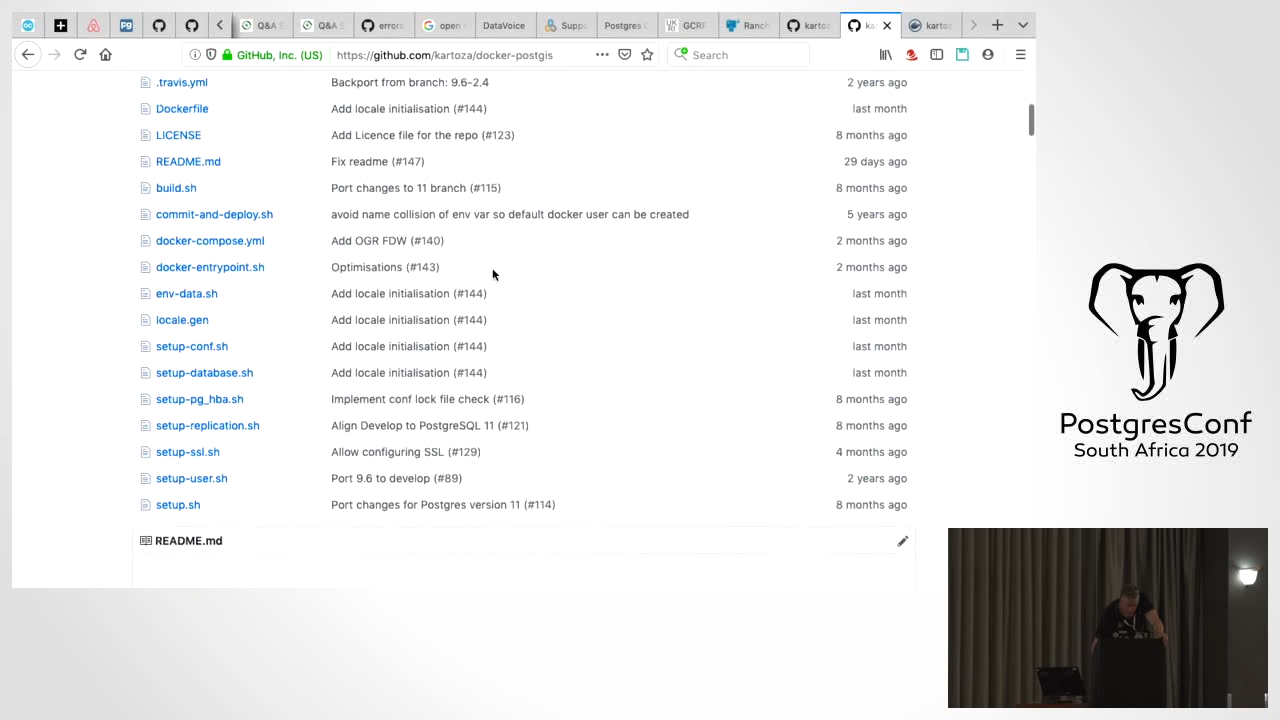 Q&A S
Q&A S
errors
open s
DataVoice
Suppo
Postgres C
GCRF
Ranch
kartoz
ka
kartoz
GitHub, Inc. (US)
https://github.com/kartoza/docker-postgis
Search
.travis.yml Backport from branch: 9.6-2.4 2 years ago
Dockerfile Add locale initialisation (#144) last month
LICENSE Add Licence file for the repo (#123) 8 months ago
README.md Fix readme (#147) 29 days ago
build.sh Port changes to 11 branch (#115) 8 months ago
commit-and-deploy.sh avoid name collision of env var so default docker user can be created 5 years ago
docker-compose.yml Add OGR FDW (#140) 2 months ago
docker-entrypoint.sh Optimisations (#143) 2 months ago
env-data.sh Add locale initialisation (#144) last month
locale.gen Add locale initialisation (#144) last month
setup-conf.sh Add locale initialisation (#144) last month
setup-database.sh Add locale initialisation (#144) last month
setup-pg_hba.sh Implement conf lock file check (#116) 8 months ago
setup-replication.sh Align Develop to PostgreSQL 11 (#121) 8 months ago
setup-ssl.sh Allow configuring SSL (#129) 4 months ago
setup-user.sh Port 9.6 to develop (#89) 2 years ago
setup.sh Port changes for Postgres version 11 (#114) 8 months ago
README.md
PostgresConf
South Africa 2019